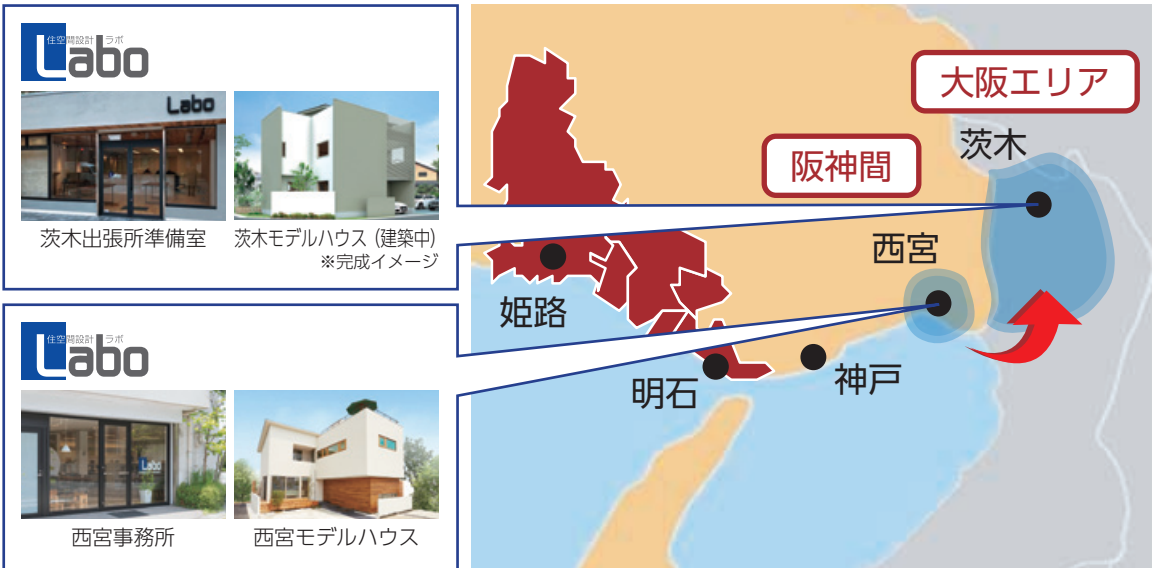 住空間設計 ラボ
Labo
Labo
茨木出張所準備室
茨木モデルハウス (建築中)
※完成イメージ
住空間設計 ラボ
Labo
Labo
西宮事務所
西宮モデルハウス
大阪エリア
茨木
阪神間
西宮
姫路
神戸
明石